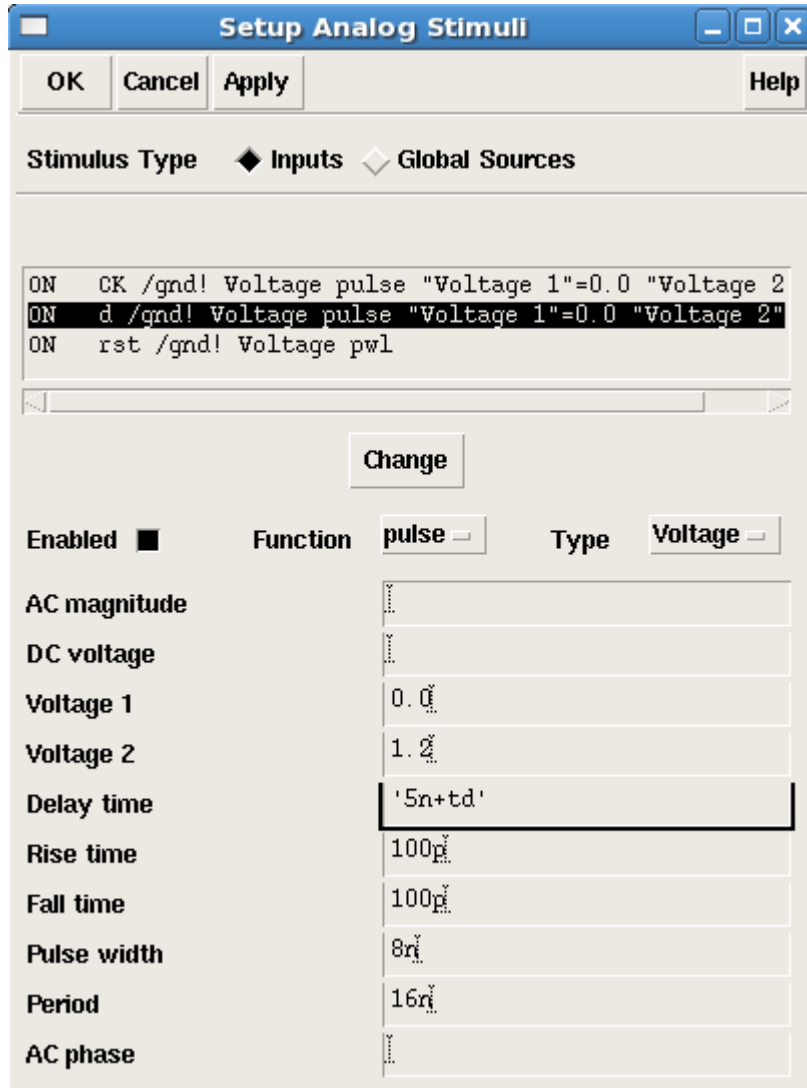 Setup Analog Stimuli
OK Cancel Apply Help
Stimulus Type Inputs Global Sources
ON CK /gnd! Voltage pulse "Voltage 1"=0.0 "Voltage 2
ON d /gnd! Voltage pulse "Voltage 1"=0.0 "Voltage 2"
ON rst /gnd! Voltage pwl
Change
Enabled Function pulse Type Voltage
AC magnitude
DC voltage
Voltage 1 0.0
Voltage 2 1.2
Delay time '5n+td'
Rise time 100p
Fall time 100p
Pulse width 8n
Period 16n
AC phase